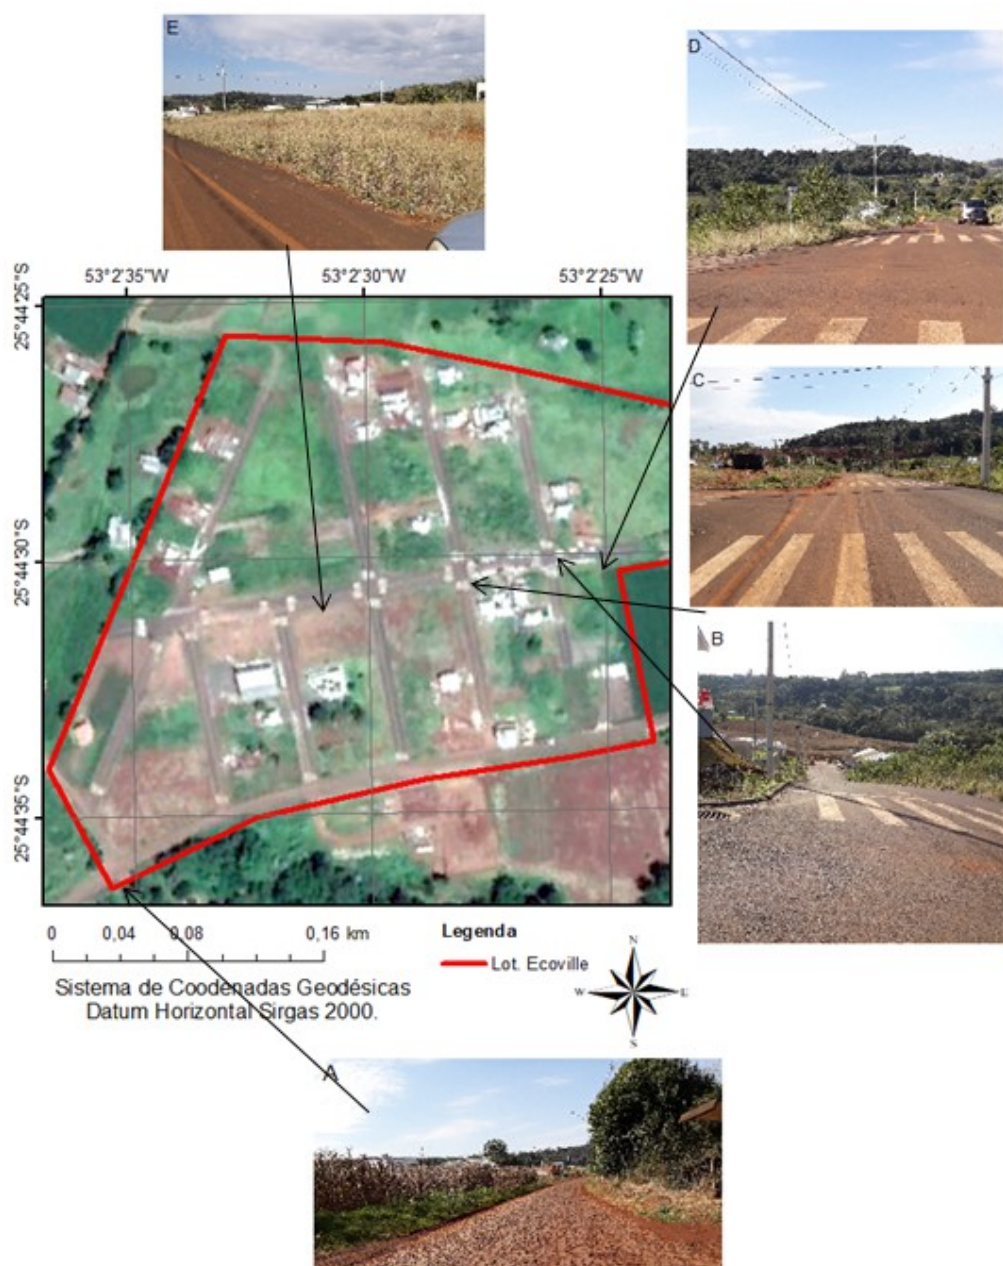 E
D
53°2'35"W 53°2'30"W 53°2'25"W
25°44'25"S
C
25°44'30"S
B
25°44'35"S
0 0,04 0,08 0,16 km
Legenda
Lot. Ecoville
N
W E
S
Sistema de Coodenadas Geodésicas
Datum Horizontal Sirgas 2000.
A